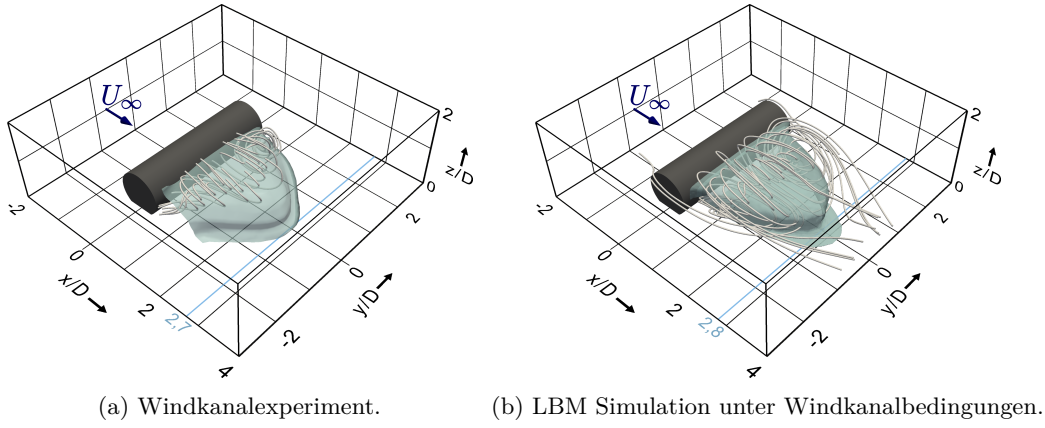 U∞
2
z/D
0
2
0
y/D
-2
-2
0
x/D
2
2,7
4
(a) Windkanalexperiment.
U∞
2
z/D
0
2
0
y/D
-2
-2
0
x/D
2
2,8
4
(b) LBM Simulation unter Windkanalbedingungen.